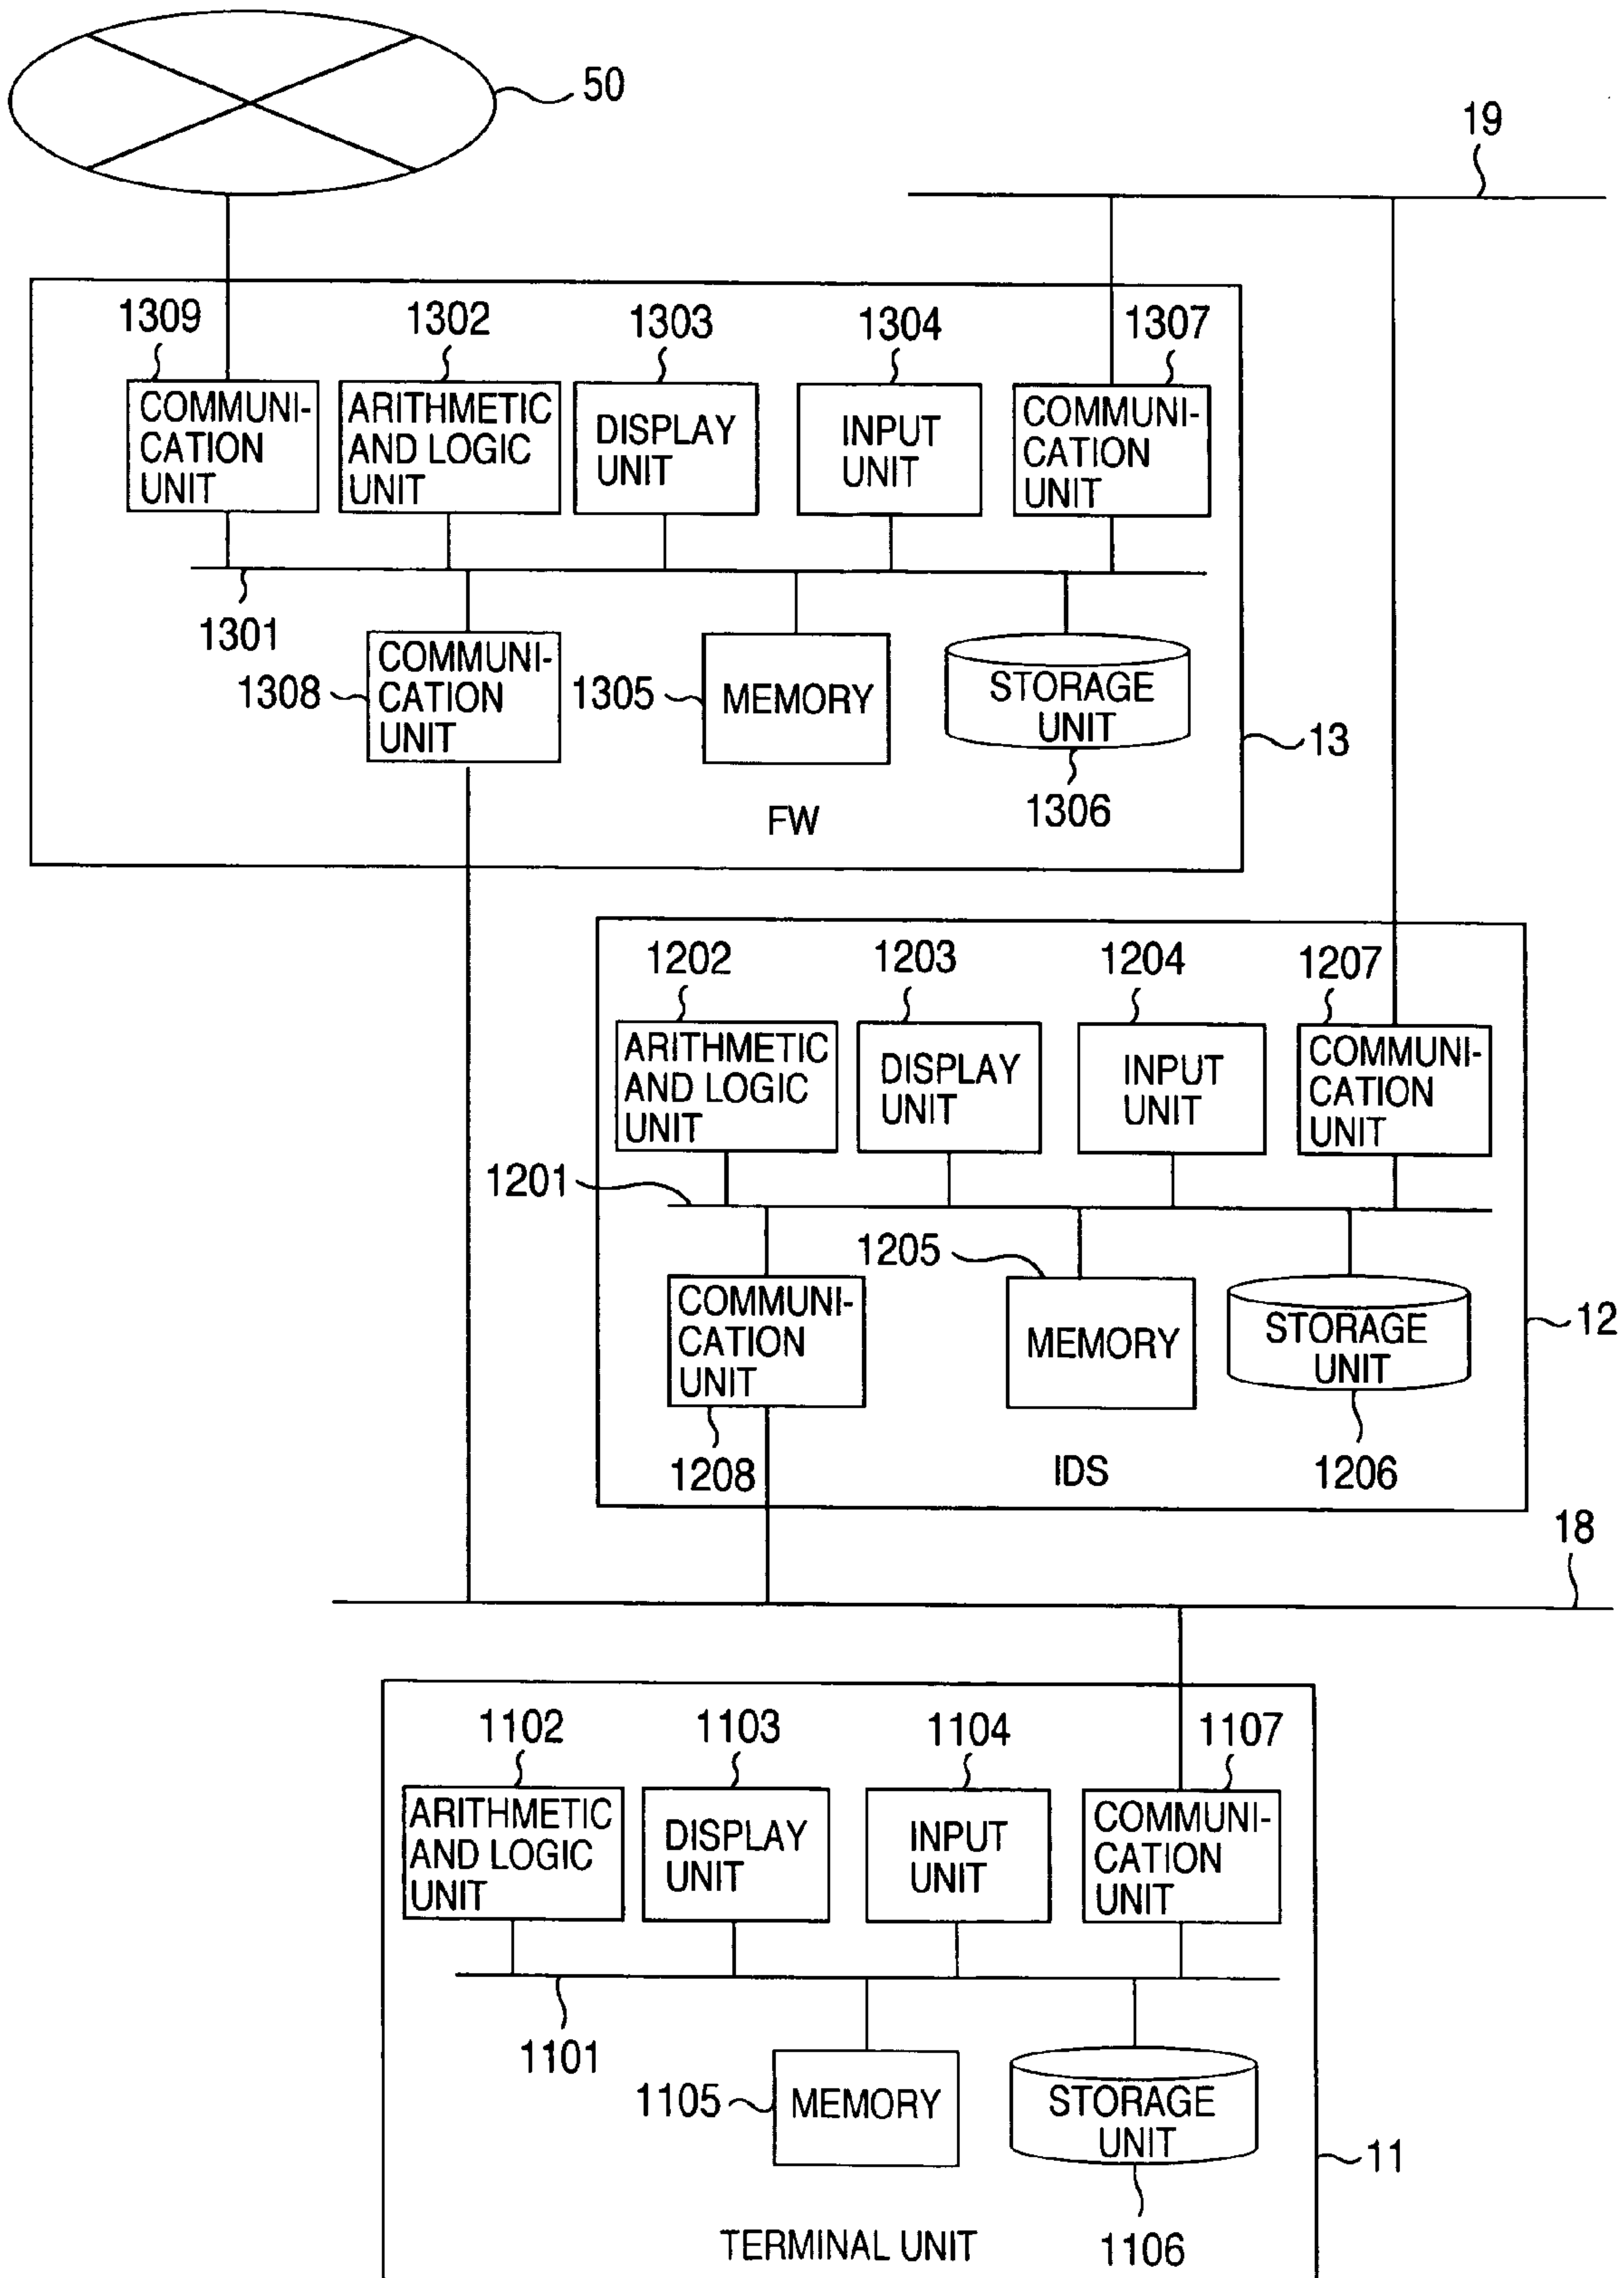 50
19
1309
1302
1303
1304
1307
COMMUNI-
CATION
UNIT
ARITHMETIC
AND LOGIC
UNIT
DISPLAY
UNIT
INPUT
UNIT
COMMUNI-
CATION
UNIT
1301
1308
COMMUNI-
CATION
UNIT
1305
MEMORY
STORAGE
UNIT
13
1306
FW
1202
1203
1204
1207
ARITHMETIC
AND LOGIC
UNIT
DISPLAY
UNIT
INPUT
UNIT
COMMUNI-
CATION
UNIT
1201
1205
COMMUNI-
CATION
UNIT
MEMORY
STORAGE
UNIT
12
1208
IDS
1206
18
1102
1103
1104
1107
ARITHMETIC
AND LOGIC
UNIT
DISPLAY
UNIT
INPUT
UNIT
COMMUNI-
CATION
UNIT
1101
1105
MEMORY
STORAGE
UNIT
11
TERMINAL UNIT
1106